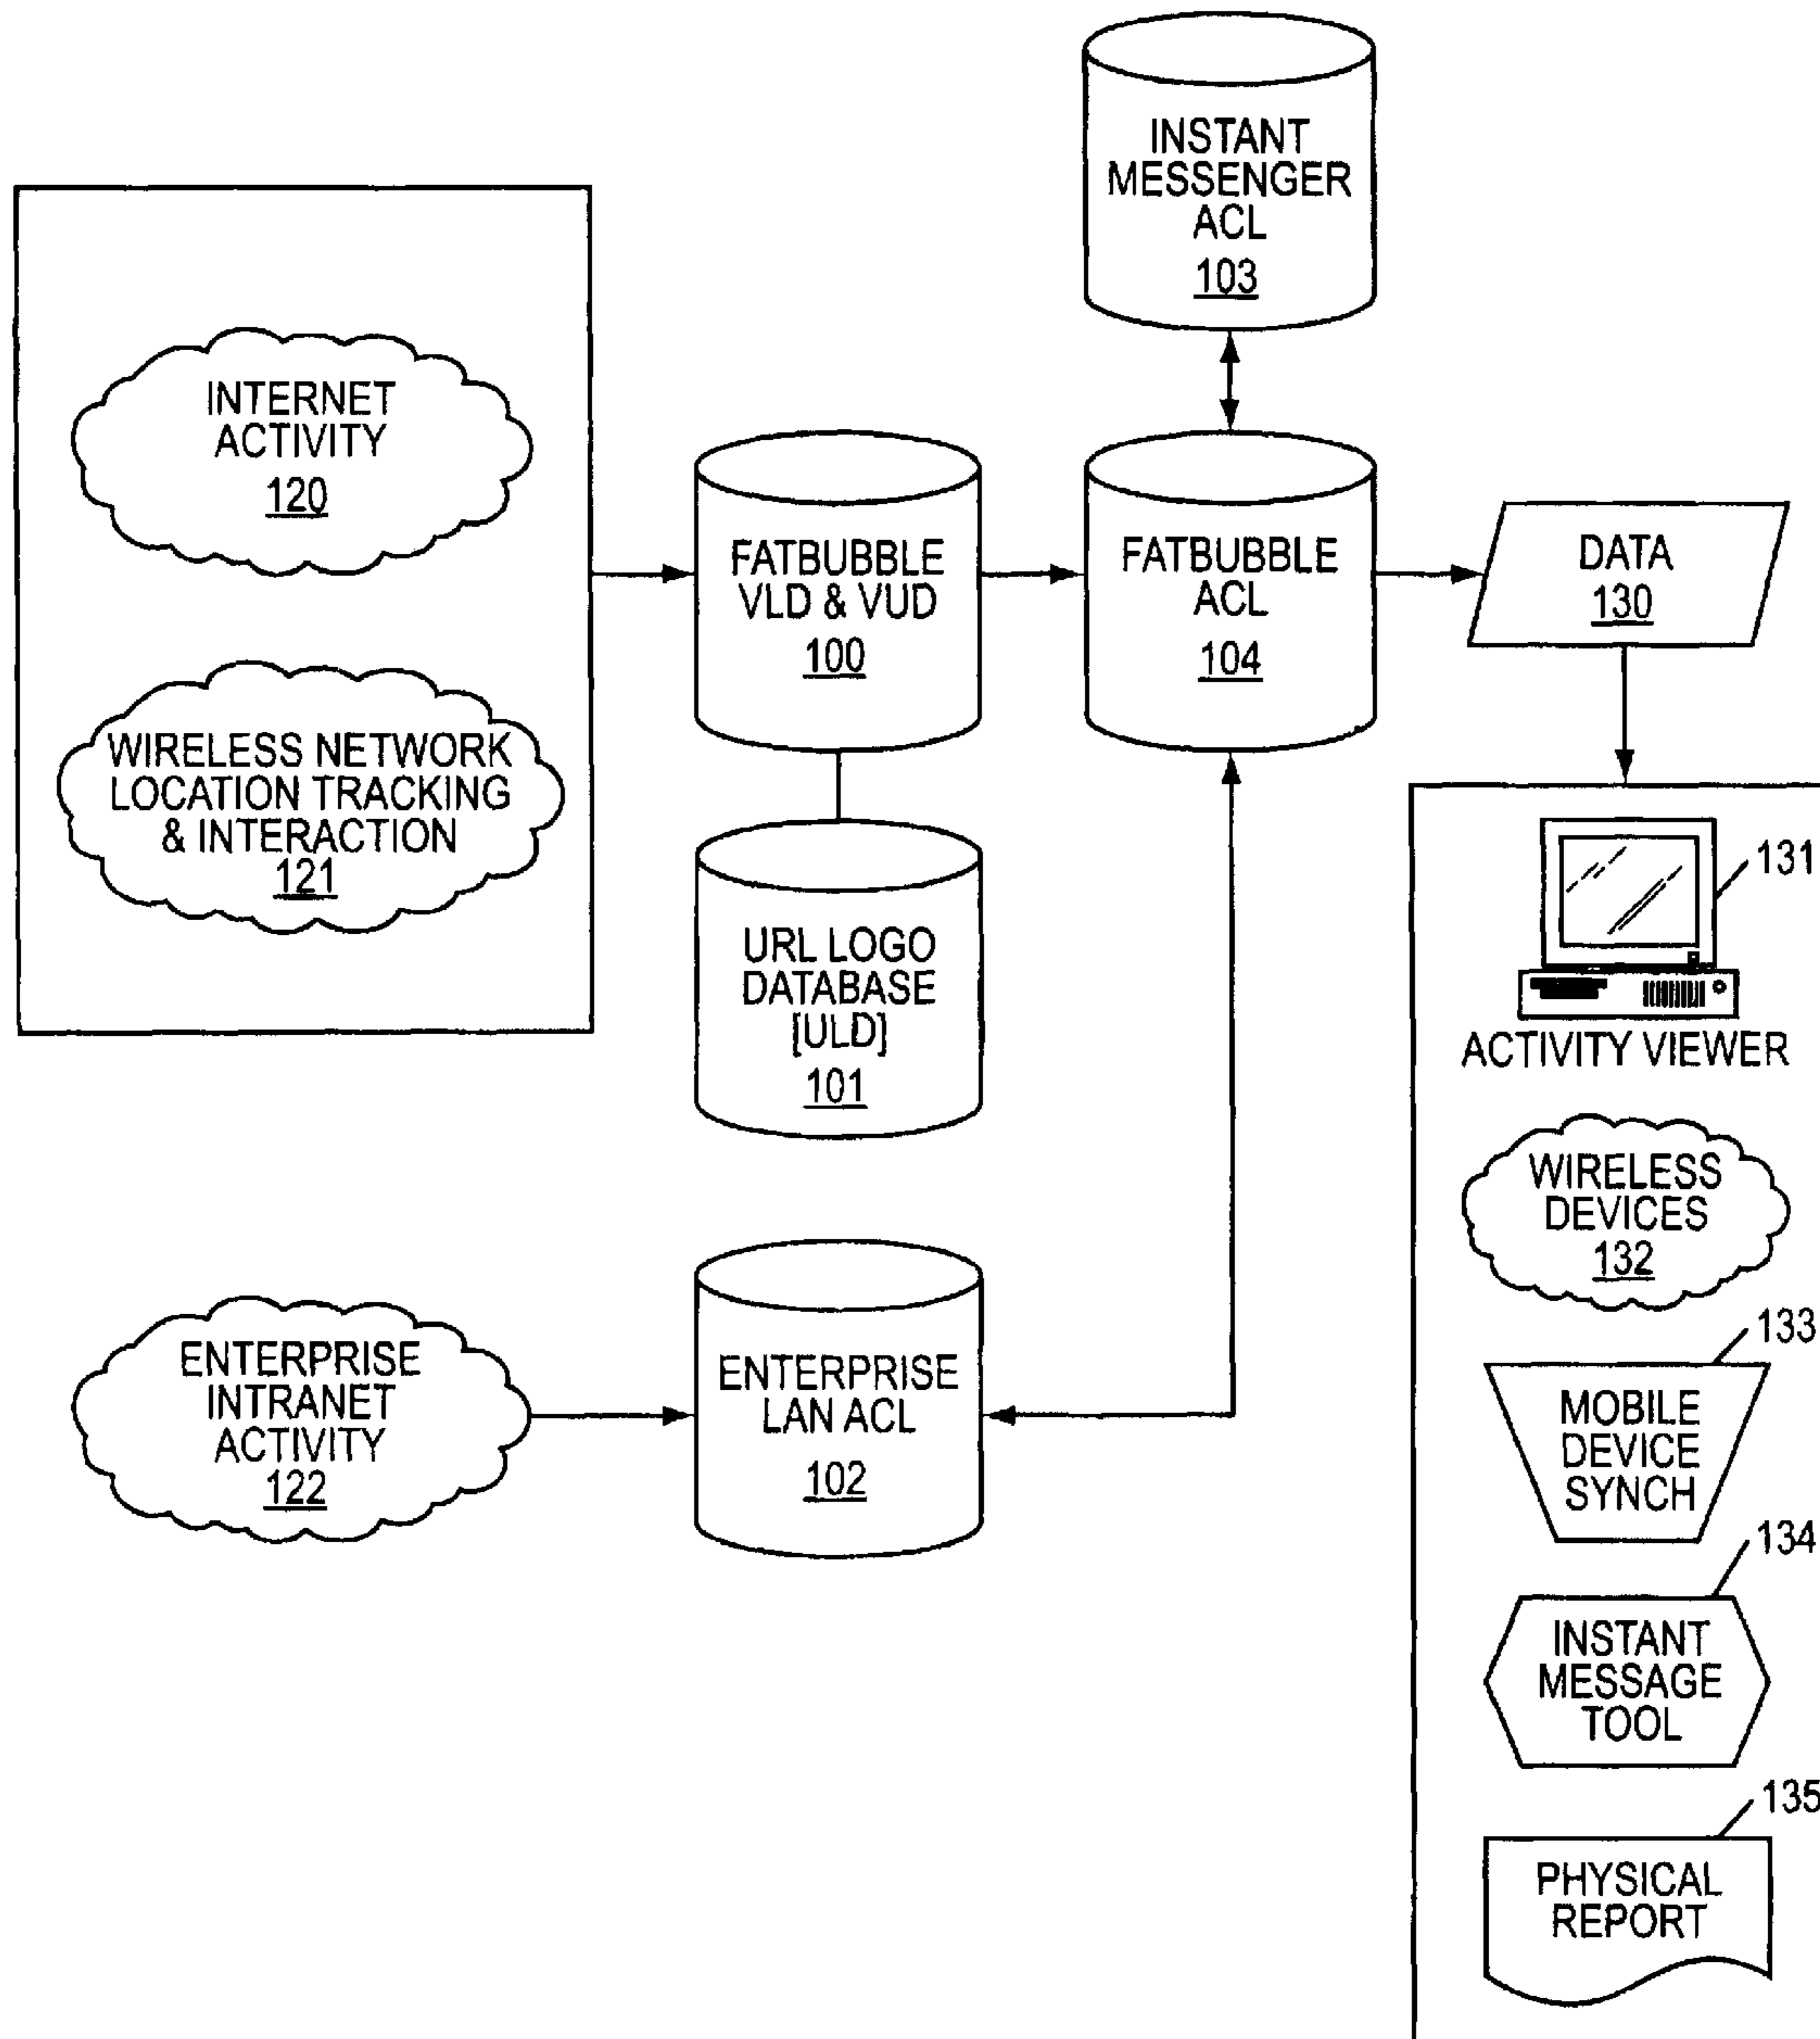 INSTANT
MESSENGER
ACL
103
INTERNET
ACTIVITY
120
WIRELESS NETWORK
LOCATION TRACKING
& INTERACTION
121
FATBUBBLE
VLD & VUD
100
FATBUBBLE
ACL
104
DATA
130
URL LOGO
DATABASE
[ULD]
101
131
ACTIVITY VIEWER
WIRELESS
DEVICES
132
ENTERPRISE
INTRANET
ACTIVITY
122
ENTERPRISE
LAN ACL
102
133
MOBILE
DEVICE
SYNCH
134
INSTANT
MESSAGE
TOOL
135
PHYSICAL
REPORT